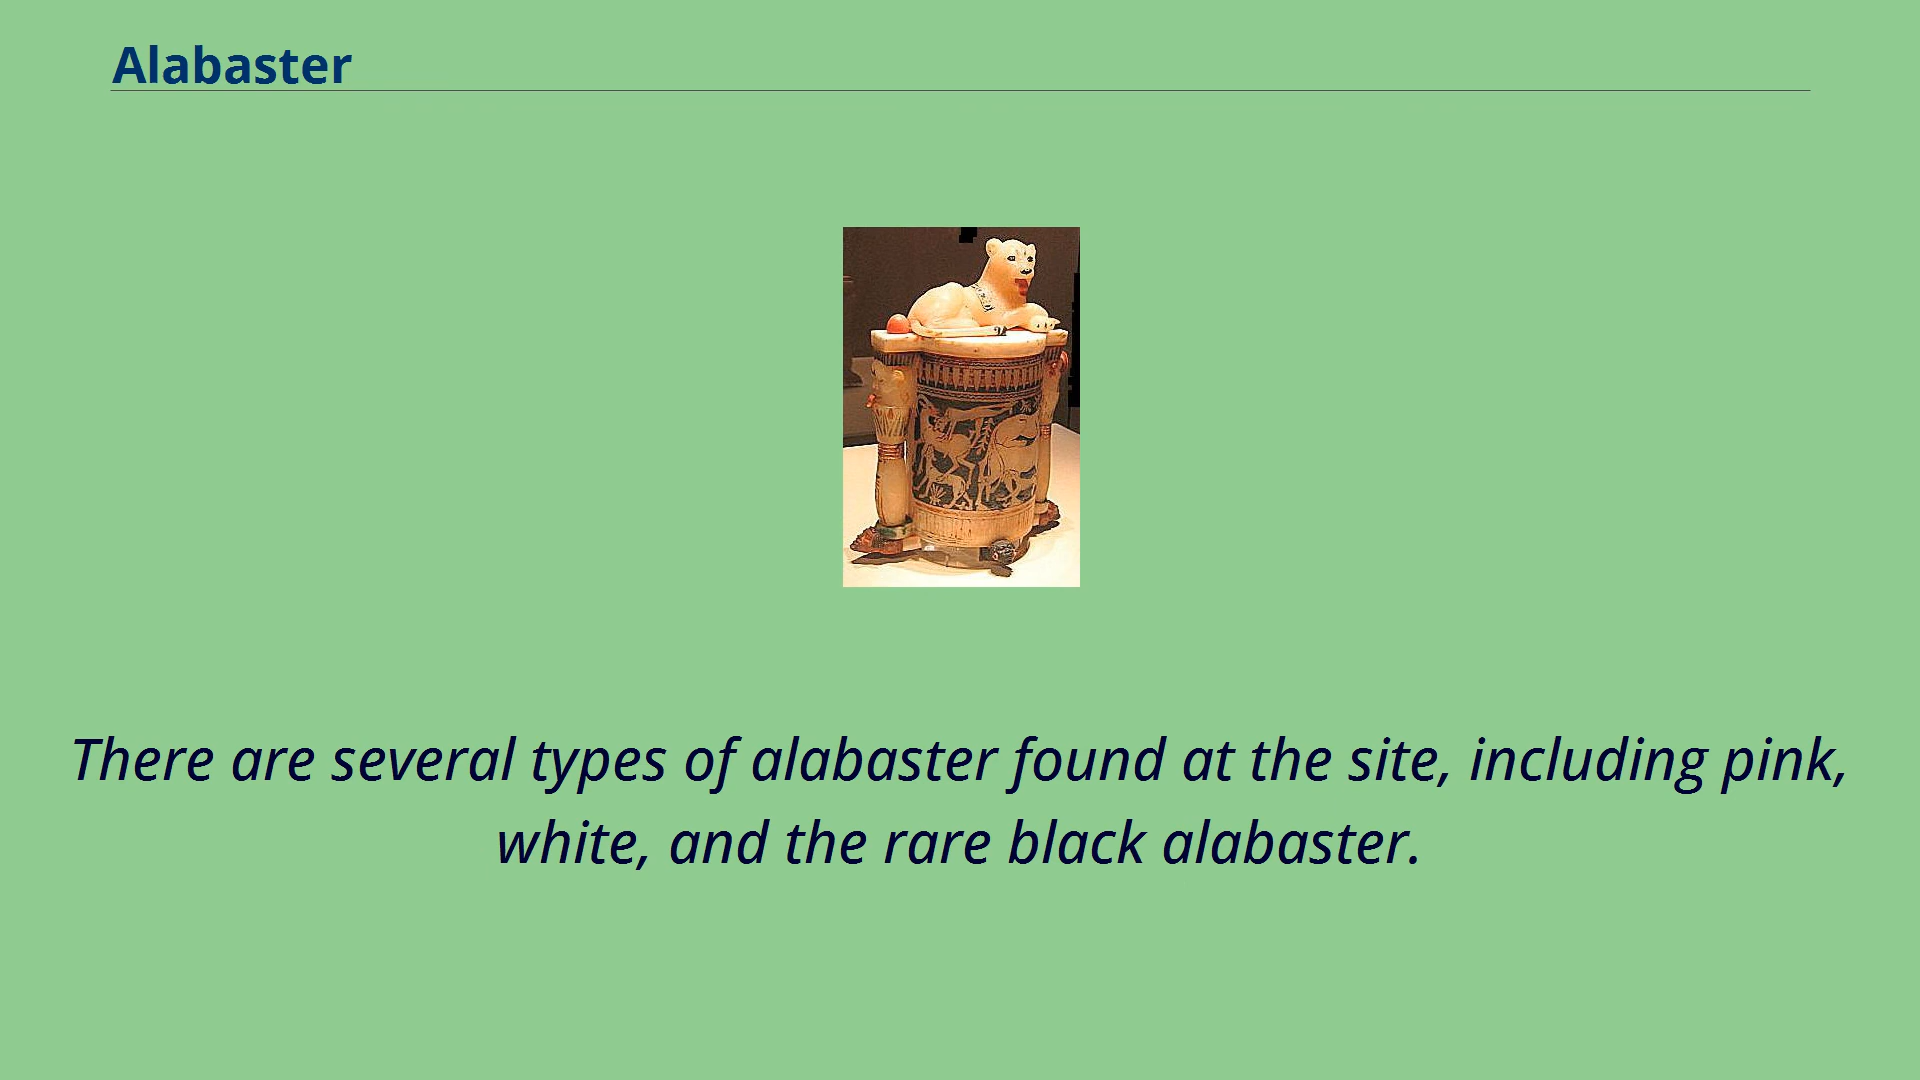 Alabaster
There are several types of alabaster found at the site, including pink,
white, and the rare black alabaster.